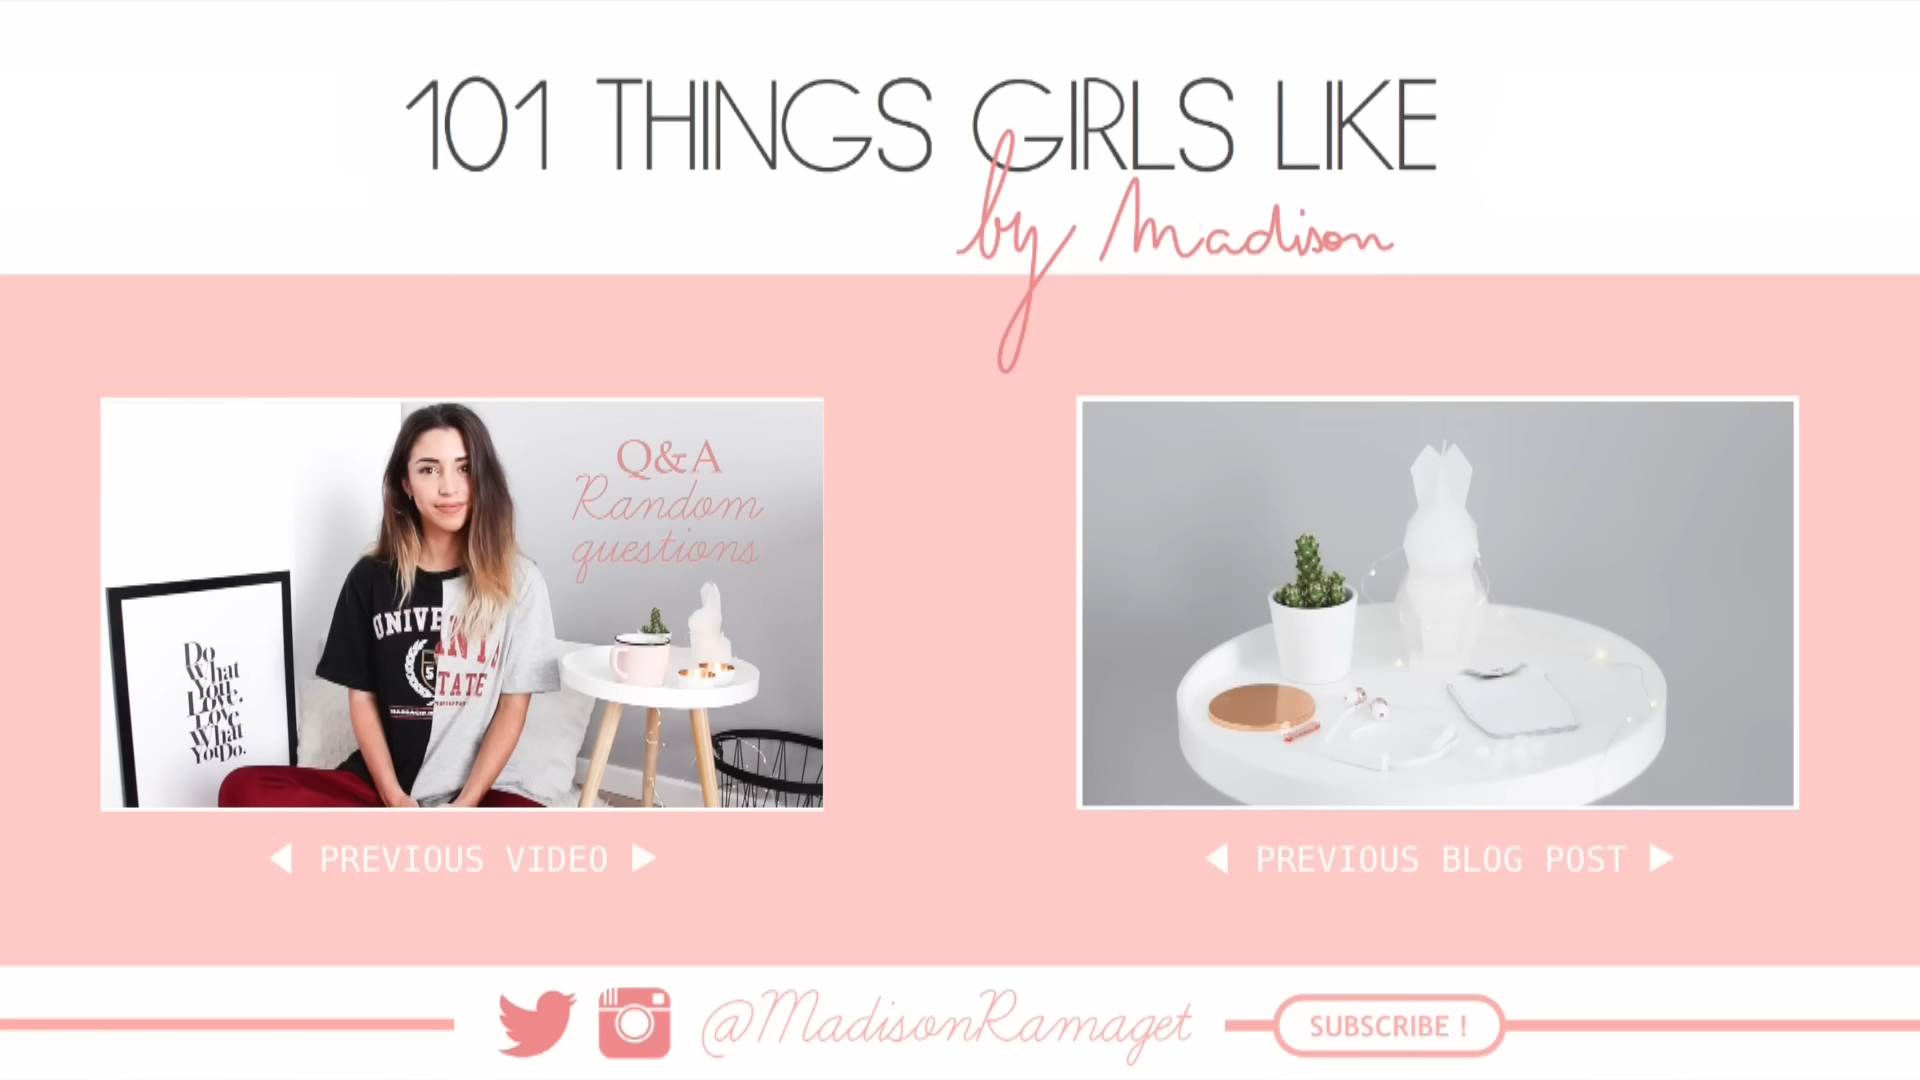 101 THINGS GIRLS LIKE
by Madison
Q&A
Random
questions
Do
What
You
Love.
Love
What
You Do.
UNIVE
TATE
◀ PREVIOUS VIDEO ▶
◀ PREVIOUS BLOG POST ▶
@MadisonRamaget
SUBSCRIBE !